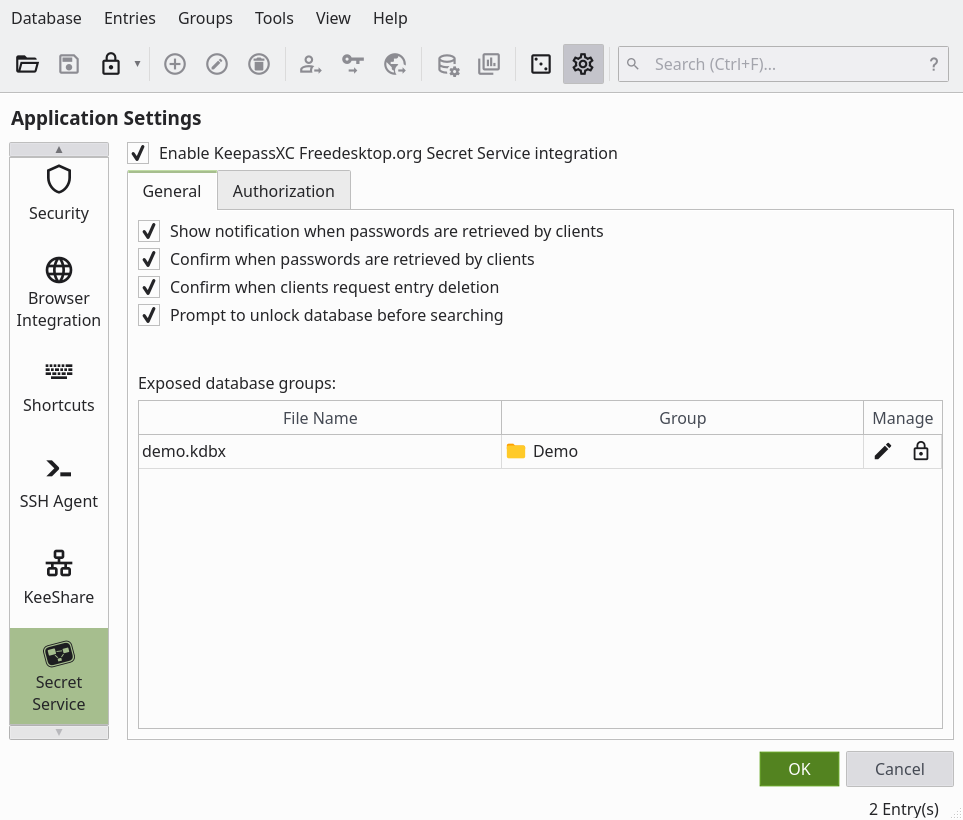 Database Entries Groups Tools View Help
Search (Ctrl+F)... ?
Application Settings
Enable KeepassXC Freedesktop.org Secret Service integration
General Authorization
Security
Browser
Integration
Shortcuts
SSH Agent
KeeShare
Secret
Service
Show notification when passwords are retrieved by clients
Confirm when passwords are retrieved by clients
Confirm when clients request entry deletion
Prompt to unlock database before searching
Exposed database groups:
File Name Group Manage
demo.kdbx Demo
OK Cancel
2 Entry(s)